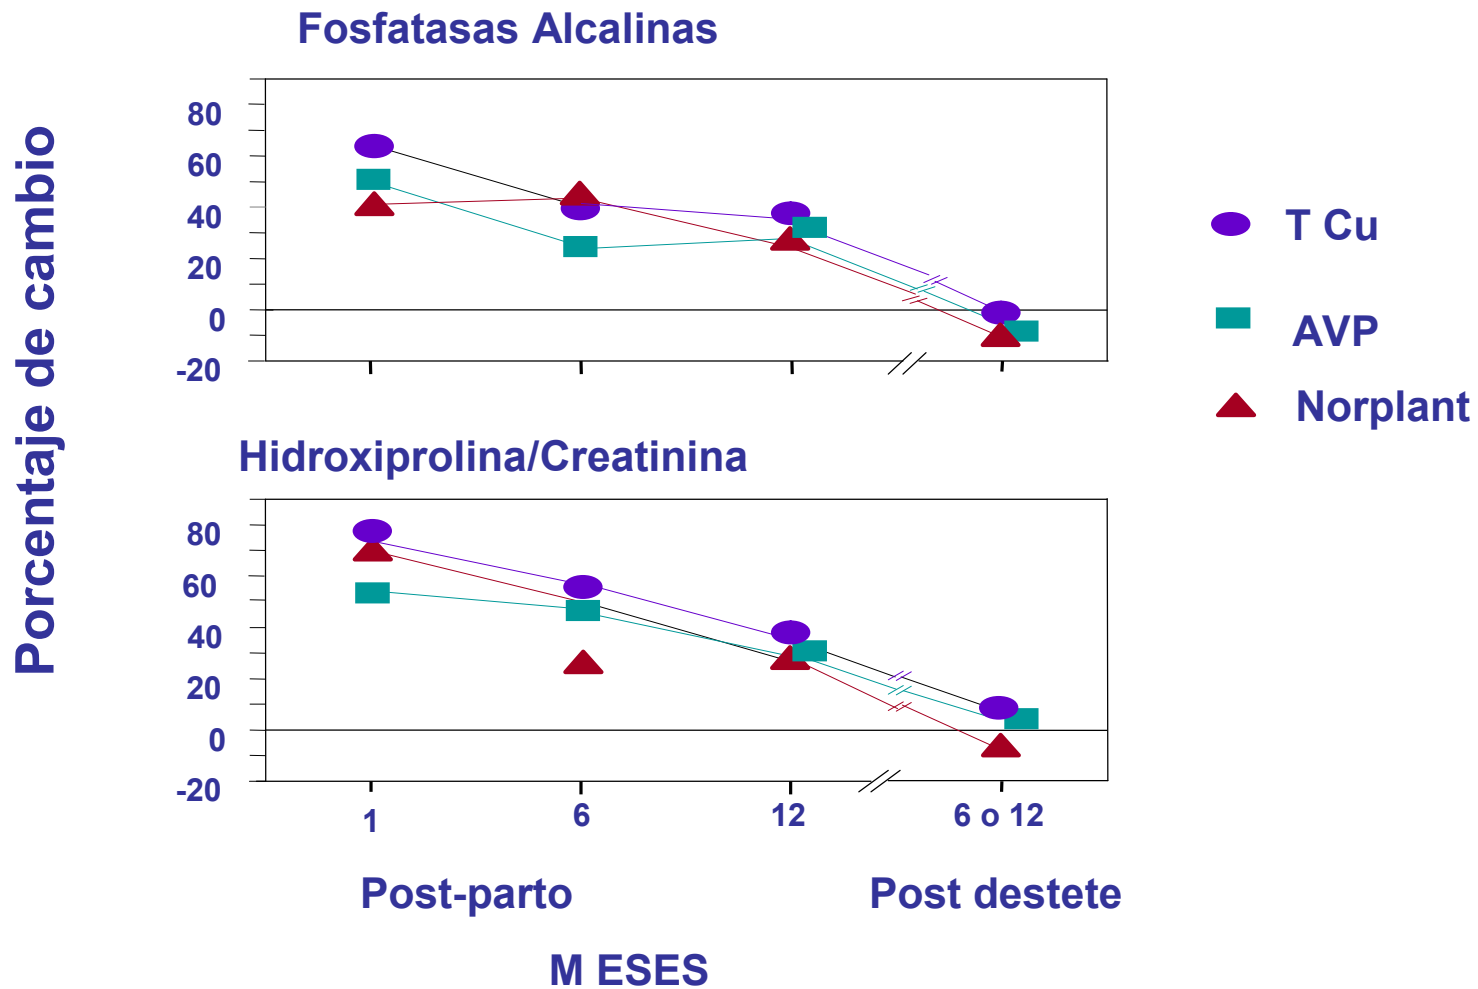 Fosfatasas Alcalinas
Porcentaje de cambio
80
60
40
20
0
-20
T Cu
AVP
Norplant
Hidroxiprolina/Creatinina
80
60
40
20
0
-20
1 6 12 6 o 12
Post-parto Post destete
M ESES